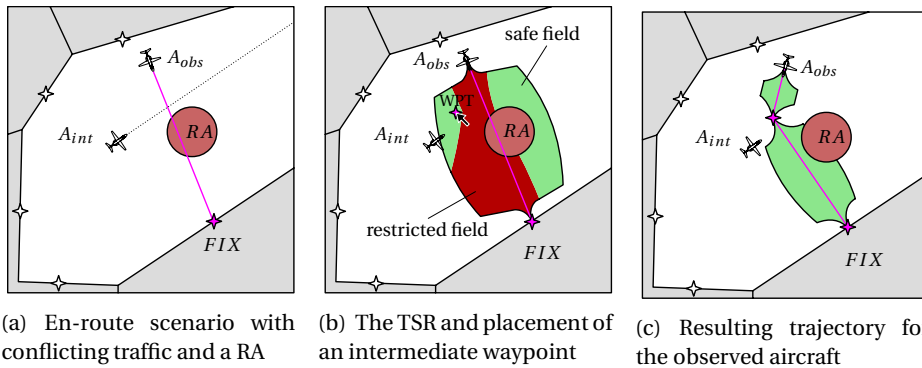 A_obs
A_int
RA
FIX
safe field
A_obs
WPT
A_int
RA
restricted field
FIX
A_obs
A_int
RA
FIX
(a) En-route scenario with
conflicting traffic and a RA
(b) The TSR and placement of
an intermediate waypoint
(c) Resulting trajectory fo
the observed aircraft